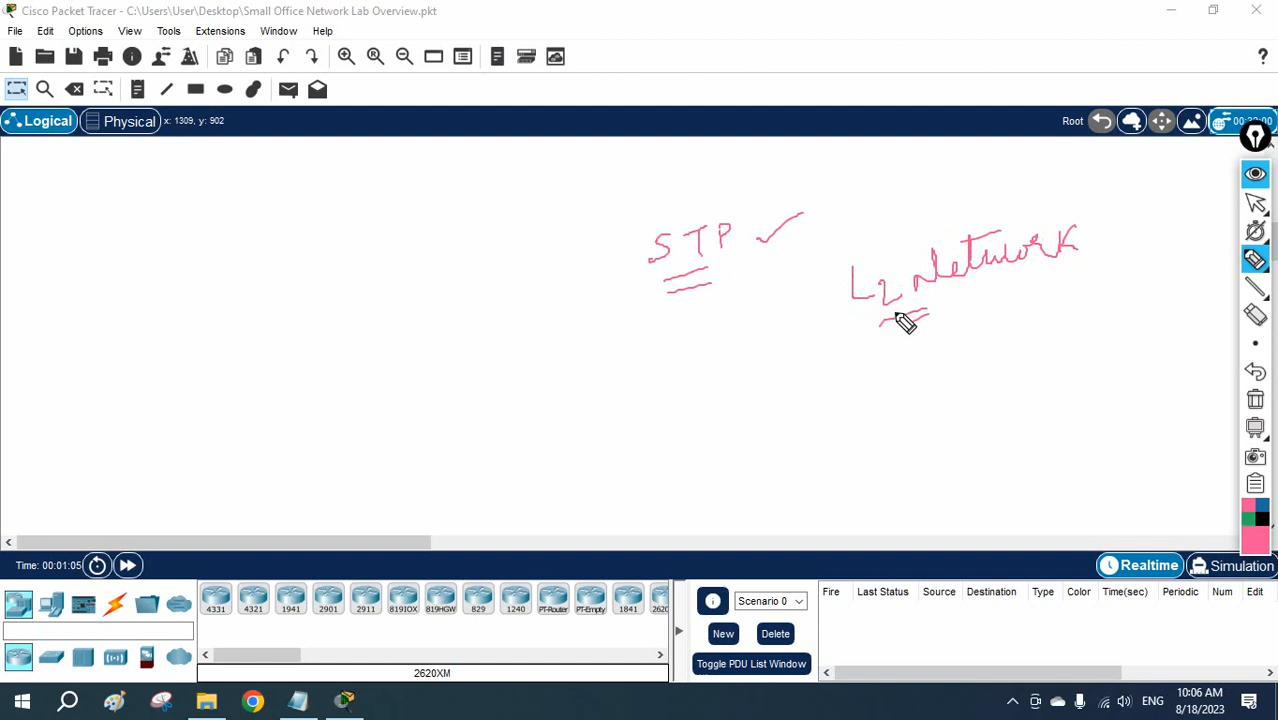 Cisco Packet Tracer - C:\Users\User\Desktop\Small Office Network Lab Overview.pkt
File Edit Options View Tools Extensions Window Help
Logical Physical x: 1309, y: 902 Root
STP
L2 Network
Time: 00:01:05 Realtime Simulation
4331 4321 1941 2901 2911 819IOX 819HGW 829 1240 PT-Router PT-Empty 1841
Scenario 0
Fire Last Status Source Destination Type Color Time(sec) Periodic Num Edit
New Delete
Toggle PDU List Window
2620XM
ENG
10:06 AM
8/18/2023